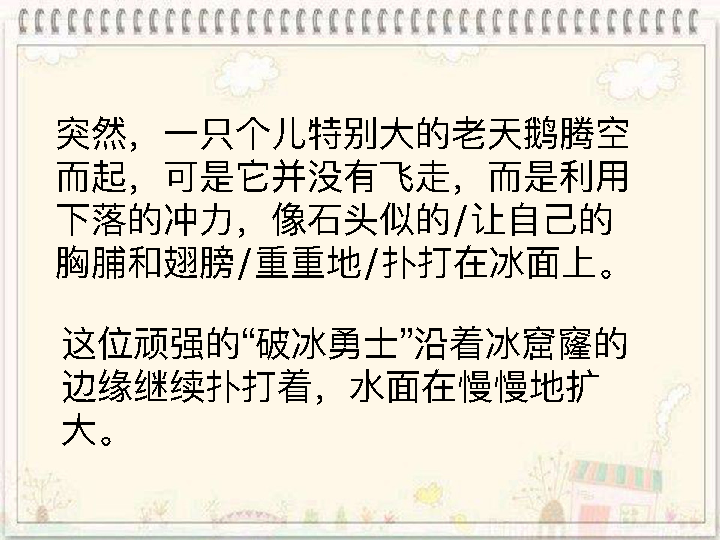 突然，一只个儿特别大的老天鹅腾空
而起，可是它并没有飞走，而是利用
下落的冲力，像石头似的/让自己的
胸脯和翅膀/重重地/扑打在冰面上。
这位顽强的“破冰勇士”沿着冰窟窿的
边缘继续扑打着，水面在慢慢地扩
大。